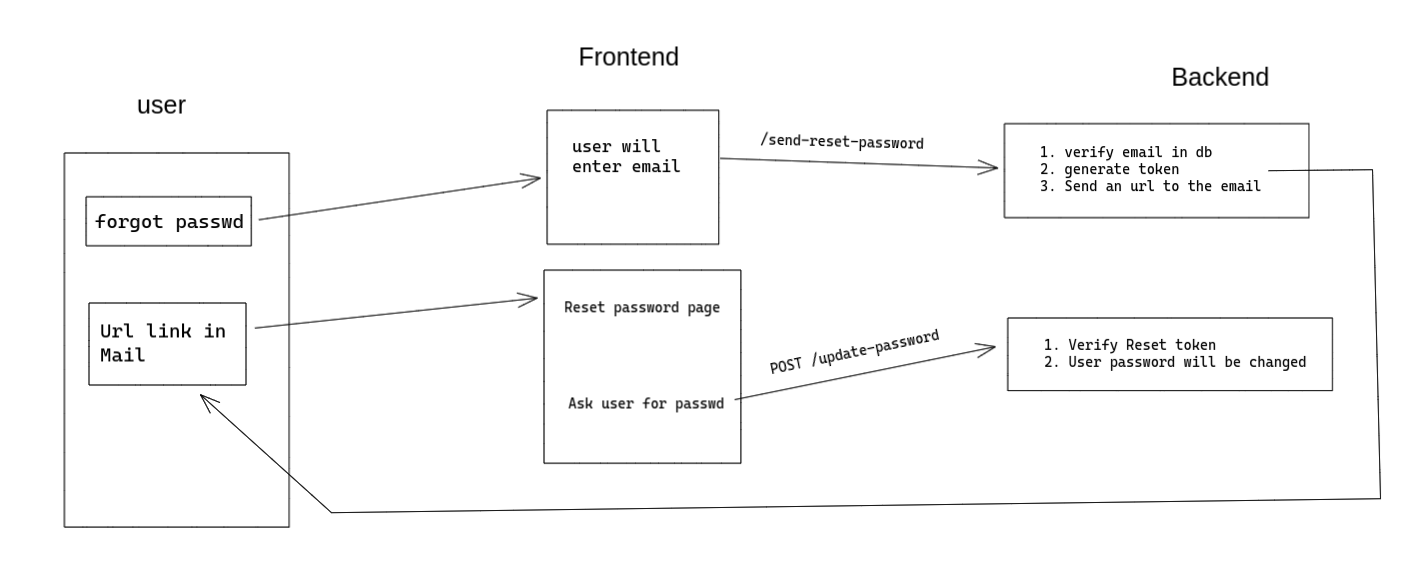 Frontend
Backend
user
user will
enter email
/send-reset-password
1. verify email in db
2. generate token
3. Send an url to the email
forgot passwd
Reset password page
Url link in
Mail
POST /update-password
1. Verify Reset token
2. User password will be changed
Ask user for passwd